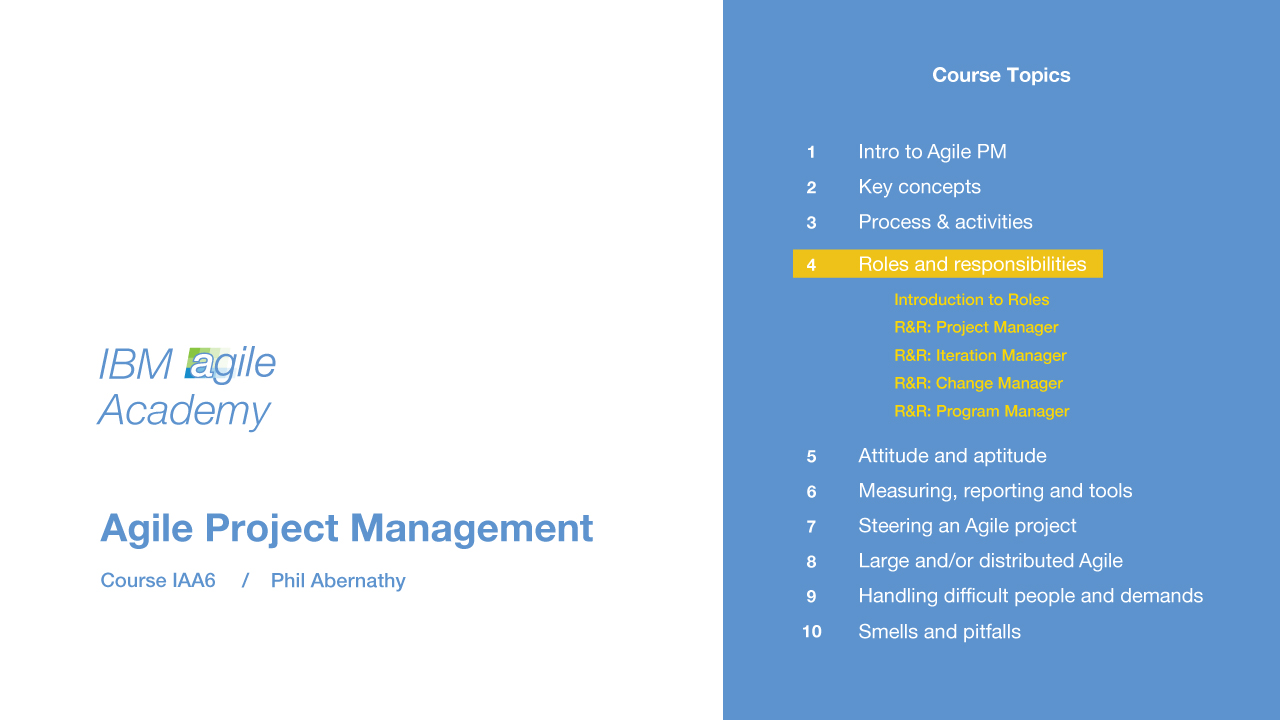 IBM agile
Academy
Agile Project Management
Course IAA6 / Phil Abernathy
Course Topics
1 Intro to Agile PM
2 Key concepts
3 Process & activities
4 Roles and responsibilities
Introduction to Roles
R&R: Project Manager
R&R: Iteration Manager
R&R: Change Manager
R&R: Program Manager
5 Attitude and aptitude
6 Measuring, reporting and tools
7 Steering an Agile project
8 Large and/or distributed Agile
9 Handling difficult people and demands
10 Smells and pitfalls